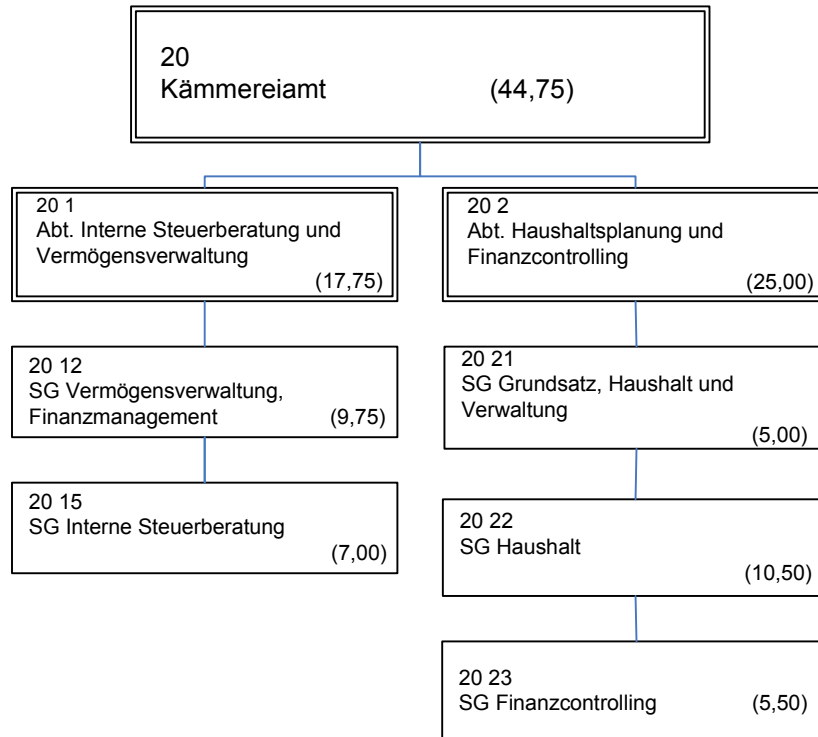 20
Kämmereiamt (44,75)
20 1
Abt. Interne Steuerberatung und
Vermögensverwaltung
(17,75)
20 12
SG Vermögensverwaltung,
Finanzmanagement (9,75)
20 15
SG Interne Steuerberatung
(7,00)
20 2
Abt. Haushaltsplanung und
Finanzcontrolling
(25,00)
20 21
SG Grundsatz, Haushalt und
Verwaltung
(5,00)
20 22
SG Haushalt
(10,50)
20 23
SG Finanzcontrolling (5,50)